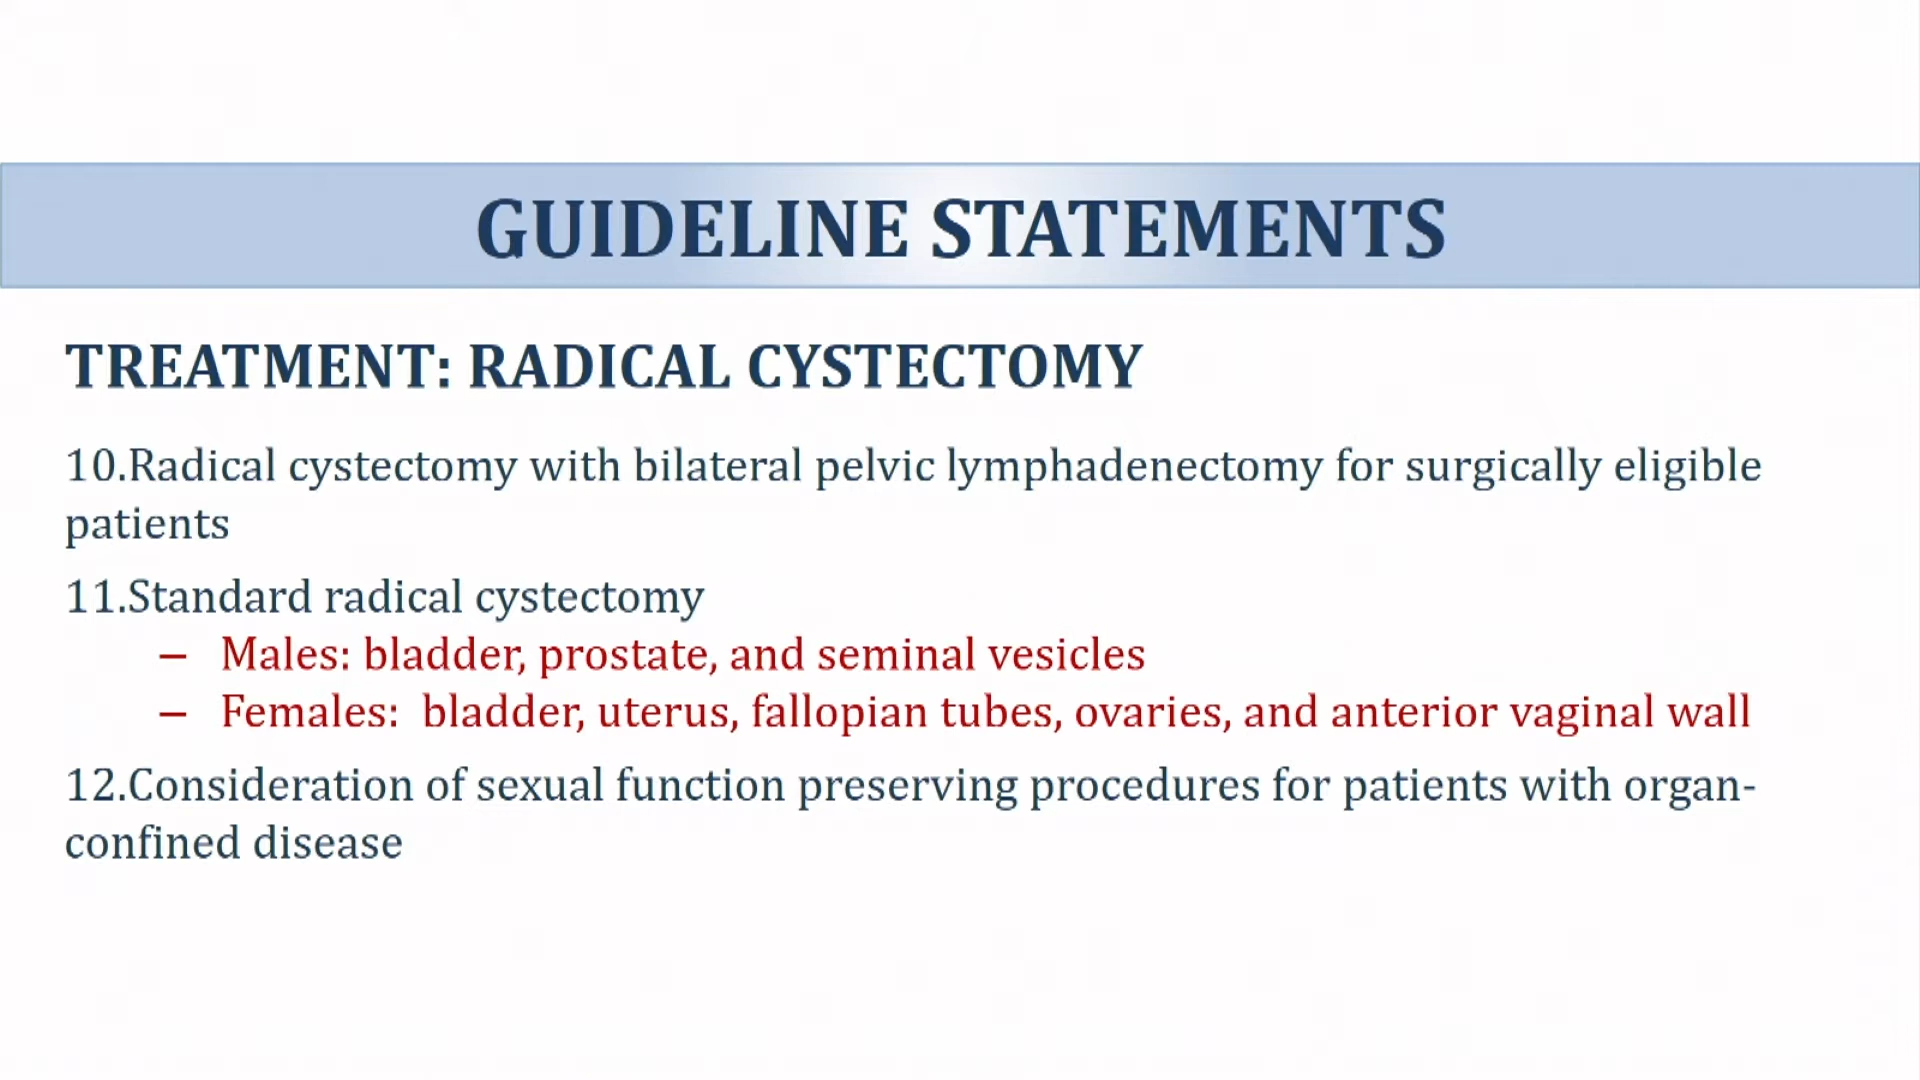 GUIDELINE STATEMENTS
TREATMENT: RADICAL CYSTECTOMY
10.Radical cystectomy with bilateral pelvic lymphadenectomy for surgically eligible
patients
11.Standard radical cystectomy
– Males: bladder, prostate, and seminal vesicles
– Females: bladder, uterus, fallopian tubes, ovaries, and anterior vaginal wall
12.Consideration of sexual function preserving procedures for patients with organ-
confined disease